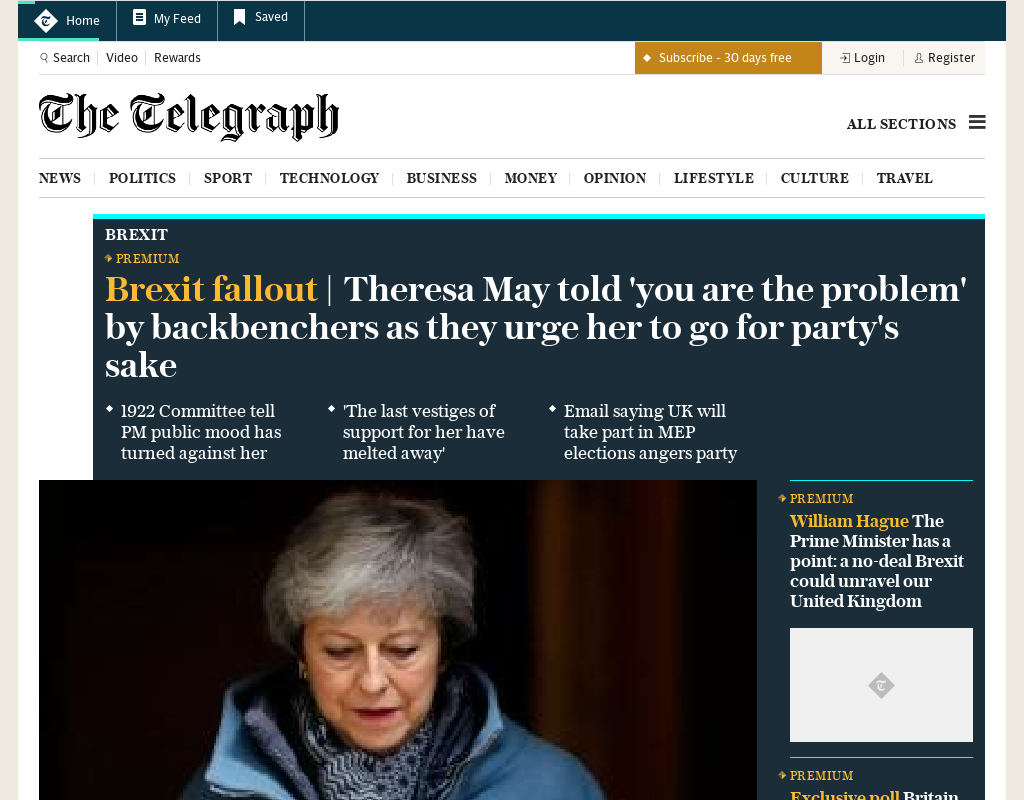 Home
My Feed
Saved
Search
Video
Rewards
Subscribe - 30 days free
Login
Register
The Telegraph
ALL SECTIONS
NEWS
POLITICS
SPORT
TECHNOLOGY
BUSINESS
MONEY
OPINION
LIFESTYLE
CULTURE
TRAVEL
BREXIT
PREMIUM
Brexit fallout | Theresa May told 'you are the problem'
by backbenchers as they urge her to go for party's
sake
1922 Committee tell
PM public mood has
turned against her
'The last vestiges of
support for her have
melted away'
Email saying UK will
take part in MEP
elections angers party
PREMIUM
William Hague The
Prime Minister has a
point: a no-deal Brexit
could unravel our
United Kingdom
PREMIUM
Exclusive poll Britain